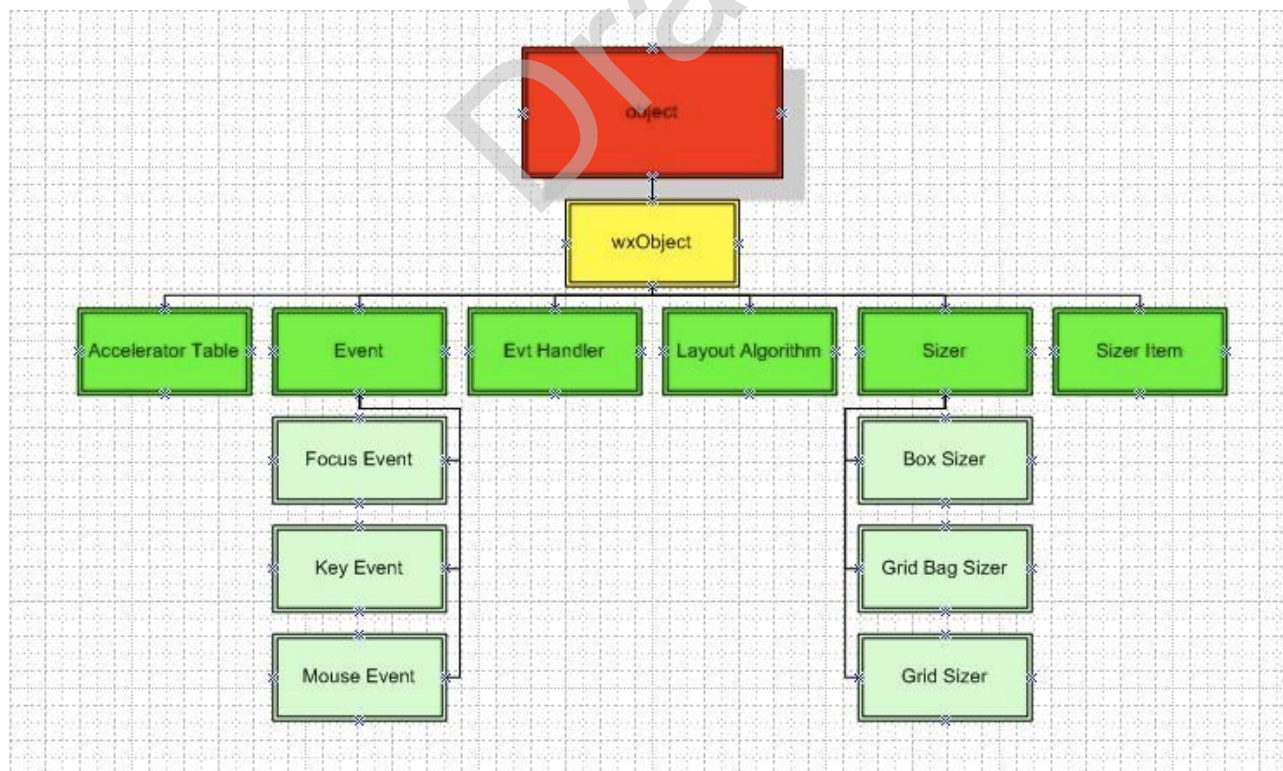 object
wxObject
Accelerator Table
Event
Evt Handler
Layout Algorithm
Sizer
Sizer Item
Focus Event
Box Sizer
Key Event
Grid Bag Sizer
Mouse Event
Grid Sizer